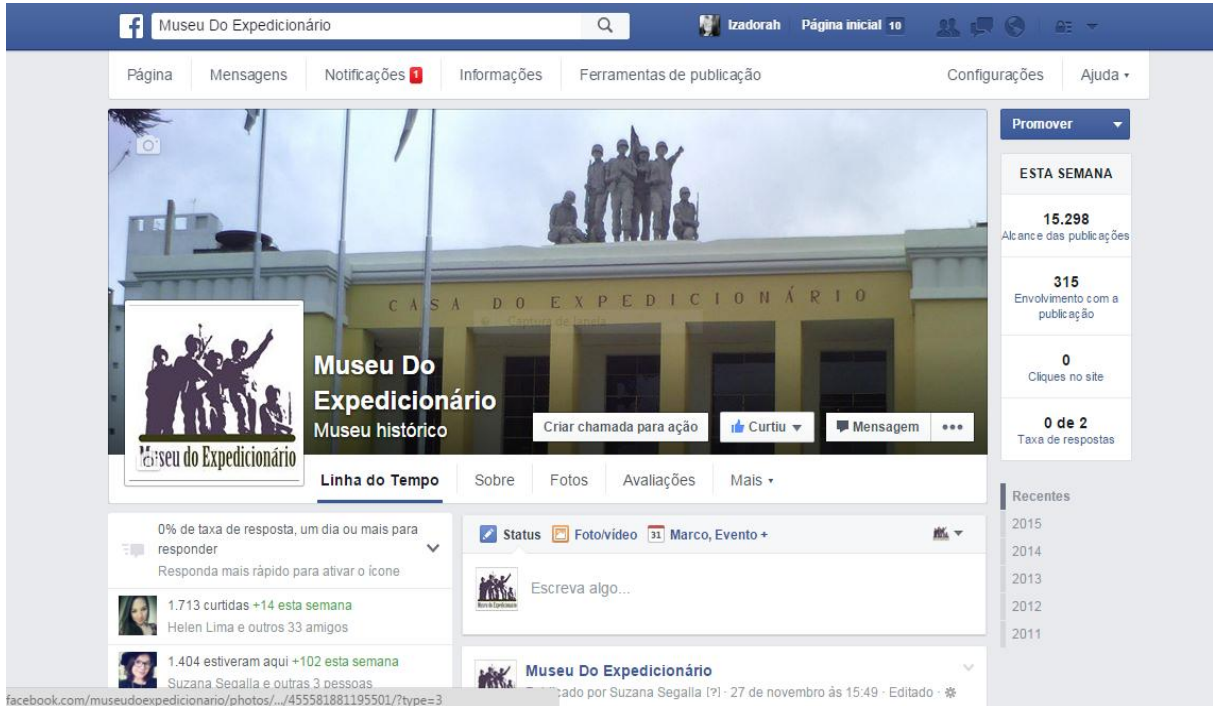 Museu Do Expedicionário
Izadorah Página inicial 10
Página Mensagens Notificações 1 Informações Ferramentas de publicação Configurações Ajuda
Promover
ESTA SEMANA
15.298
Alcance das publicações
315
Envolvimento com a
publicação
0
Cliques no site
0 de 2
Taxa de respostas
CASA DO EXPEDICIONÁRIO
Captura de Janela
Museu Do
Expedicionário
Museu histórico
Criar chamada para ação Curtiu Mensagem
Museu do Expedicionário
Linha do Tempo Sobre Fotos Avaliações Mais
Recentes
2015
2014
2013
2012
2011
0% de taxa de resposta, um dia ou mais para
responder
Responda mais rápido para ativar o ícone
1.713 curtidas +14 esta semana
Helen Lima e outros 33 amigos
1.404 estiveram aqui +102 esta semana
Suzana Segalla e outras 3 pessoas
facebook.com/museudoexpedicionario/photos/.../455581881195501/?type=3
Status Foto/vídeo 31 Marco, Evento +
Escreva algo...
Museu Do Expedicionário
por Suzana Segalla [?] · 27 de novembro às 15:49 · Editado ·